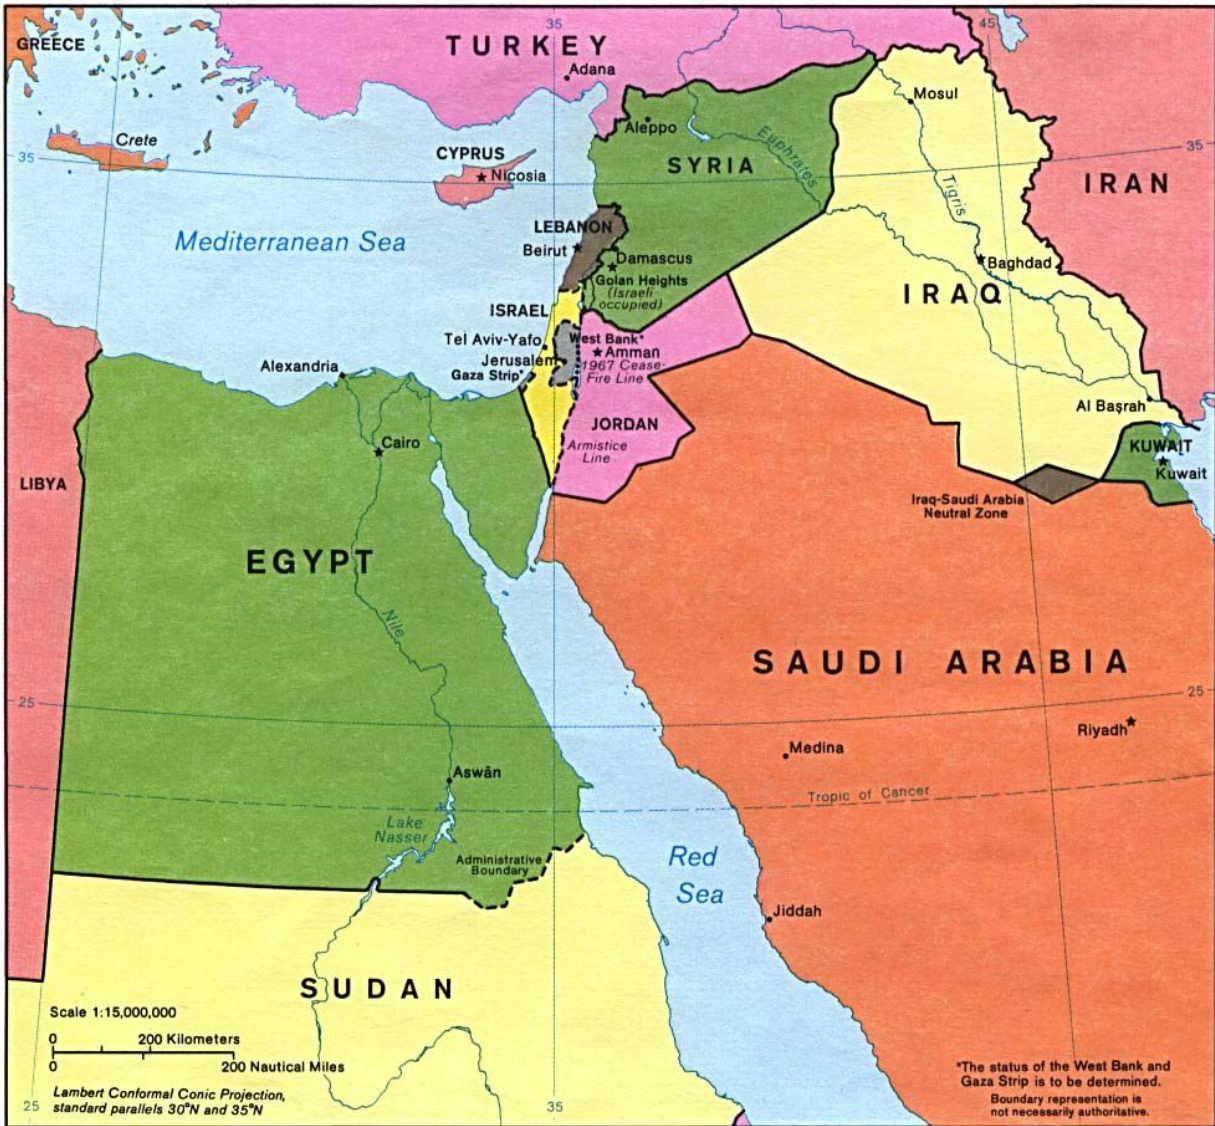 35
45
GREECE
TURKEY
Adana
Mosul
Aleppo
Crete
Euphrates
35
CYPRUS
Nicosia
SYRIA
35
IRAN
Tigris
LEBANON
Mediterranean Sea
Beirut
Damascus
Baghdad
Golan Heights
(Israeli
occupied)
IRAQ
ISRAEL
Tel Aviv-Yafo
West Bank*
Jerusalem
Amman
Alexandria
Gaza Strip*
1967 Cease-
Fire Line
Al Baṣrah
JORDAN
Cairo
Armistice
Line
KUWAIT
Kuwait
LIBYA
Iraq-Saudi Arabia
Neutral Zone
EGYPT
Nile
SAUDI ARABIA
25
25
Riyadh
Medina
Aswān
Tropic of Cancer
Lake
Nasser
Administrative
Boundary
Red
Sea
Jiddah
SUDAN
Scale 1:15,000,000
0 200 Kilometers
0 200 Nautical Miles
Lambert Conformal Conic Projection,
standard parallels 30°N and 35°N
*The status of the West Bank and
Gaza Strip is to be determined.
Boundary representation is
not necessarily authoritative.
25
35
45